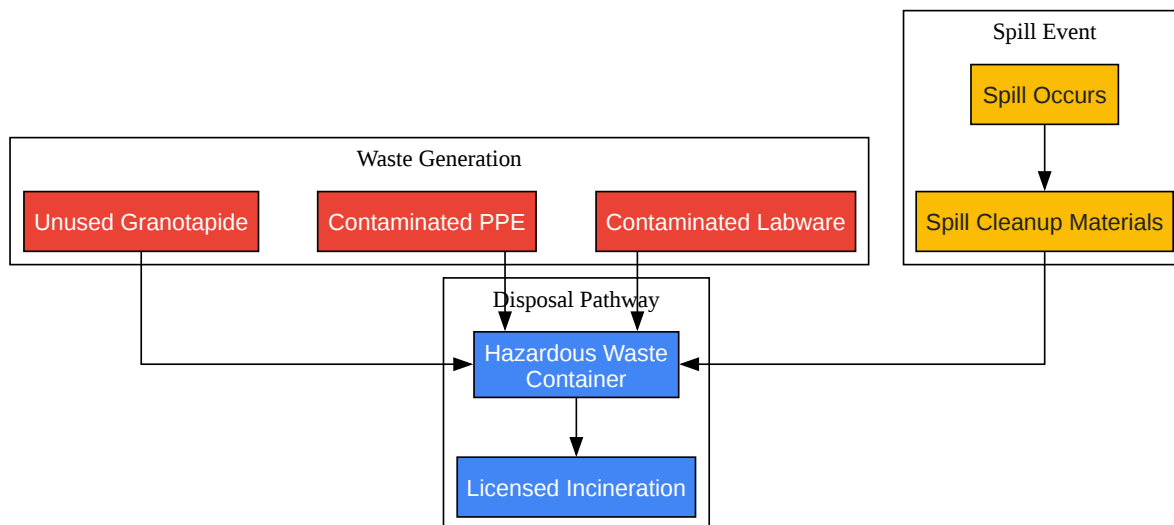 Spill Event
Spill Occurs
Waste Generation
Unused Granotapide
Contaminated PPE
Contaminated Labware
Spill Cleanup Materials
Disposal Pathway
Hazardous Waste
Container
Licensed Incineration